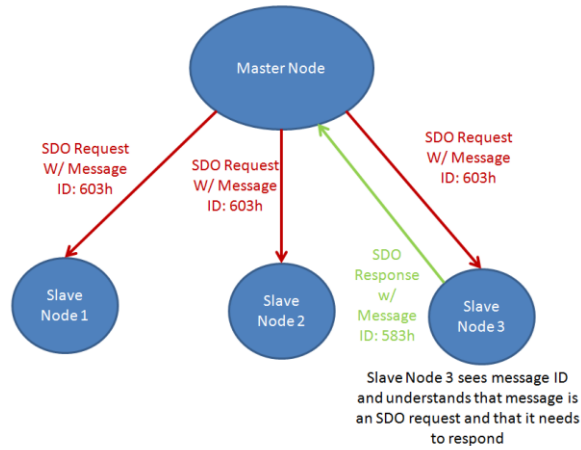 Master Node
SDO Request
W/ Message
ID: 603h
SDO Request
W/ Message
ID: 603h
SDO Request
W/ Message
ID: 603h
SDO
Response
w/
Message
ID: 583h
Slave
Node 1
Slave
Node 2
Slave
Node 3
Slave Node 3 sees message ID
and understands that message is
an SDO request and that it needs
to respond